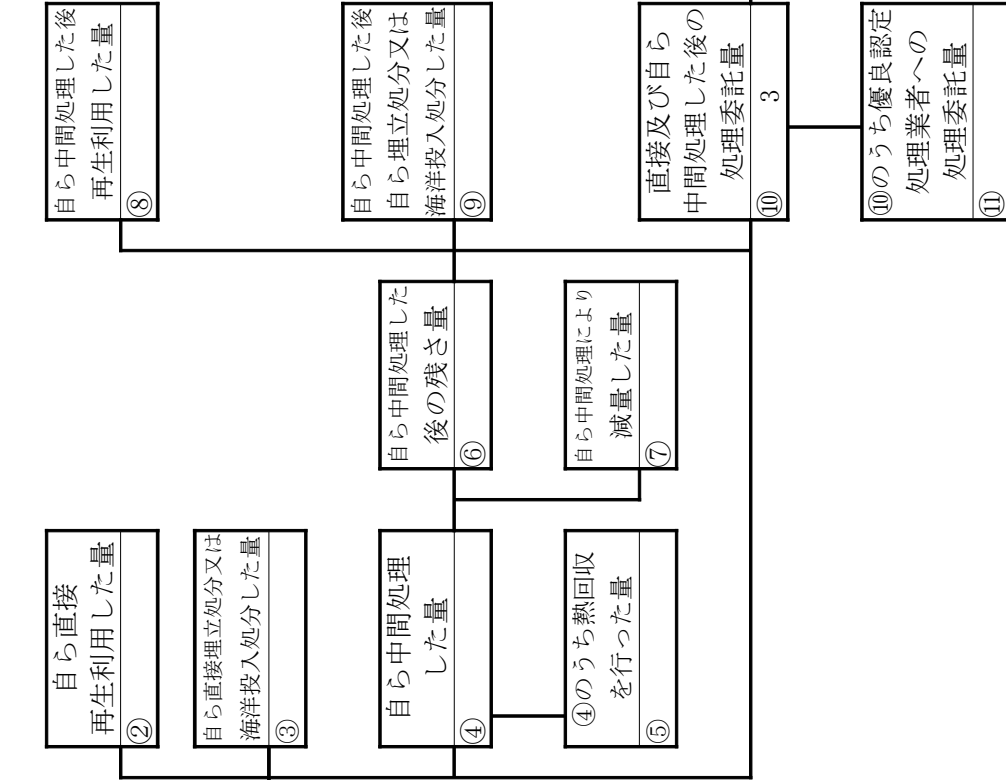 自ら直接
再生利用した量
②
自ら直接埋立処分又は
海洋投入処分した量
③
自ら中間処理
した量
④
④のうち熱回収
を行った量
⑤
自ら中間処理した
後の残さ量
⑥
自ら中間処理により
減量した量
⑦
自ら中間処理した後
再生利用した量
⑧
自ら中間処理した後
自ら埋立処分又は
海洋投入処分した量
⑨
直接及び自ら
中間処理した後の
処理委託量
⑩
3
⑩のうち優良認定
処理業者への
処理委託量
⑪